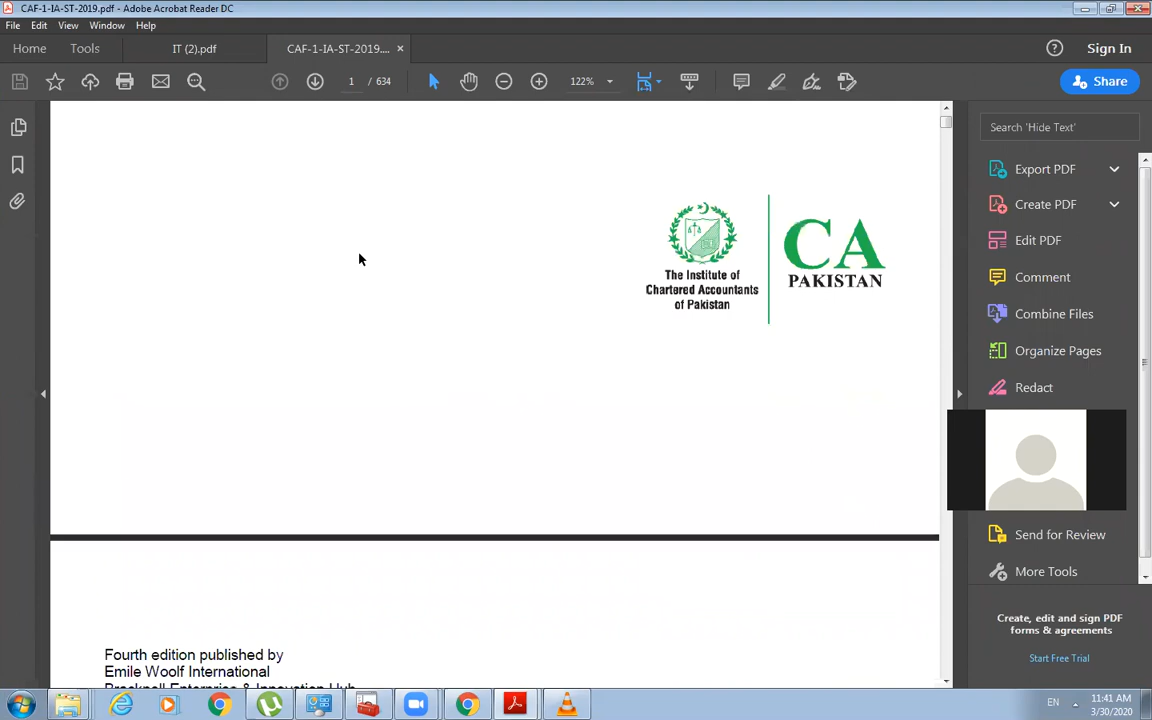 CAF-1-IA-ST-2019.pdf - Adobe Acrobat Reader DC
File Edit View Window Help
Home Tools IT (2).pdf CAF-1-IA-ST-2019.... × Sign In
1 / 634 122% Share
Search 'Hide Text'
Export PDF
Create PDF
Edit PDF
Comment
Combine Files
Organize Pages
Redact
Send for Review
More Tools
Create, edit and sign PDF
forms & agreements
Start Free Trial
The Institute of
Chartered Accountants
of Pakistan
CA
PAKISTAN
Fourth edition published by
Emile Woolf International
Bracknell Enterprise & Innovation Hub
EN 11:41 AM
3/30/2020